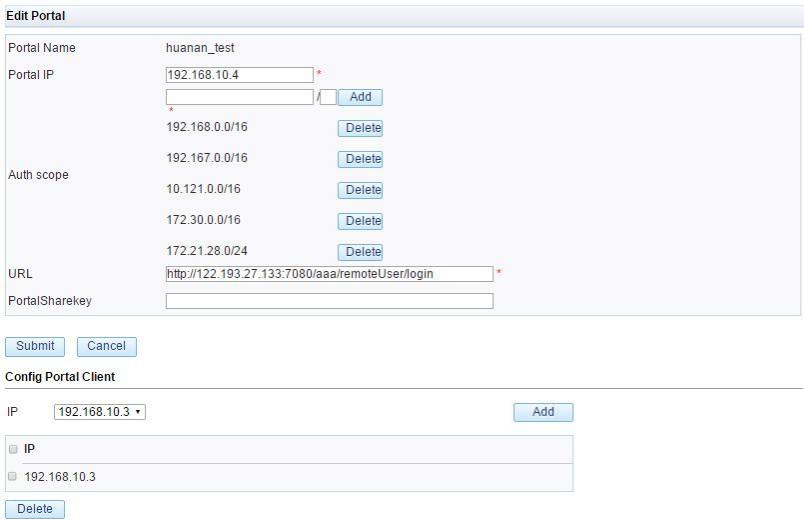 Edit Portal
Portal Name huanan_test
Portal IP 192.168.10.4 *
/ Add
*
192.168.0.0/16 Delete
192.167.0.0/16 Delete
Auth scope 10.121.0.0/16 Delete
172.30.0.0/16 Delete
172.21.28.0/24 Delete
URL http://122.193.27.133:7080/aaa/remoteUser/login *
PortalSharekey
Submit Cancel
Config Portal Client
IP 192.168.10.3 Add
IP
192.168.10.3
Delete